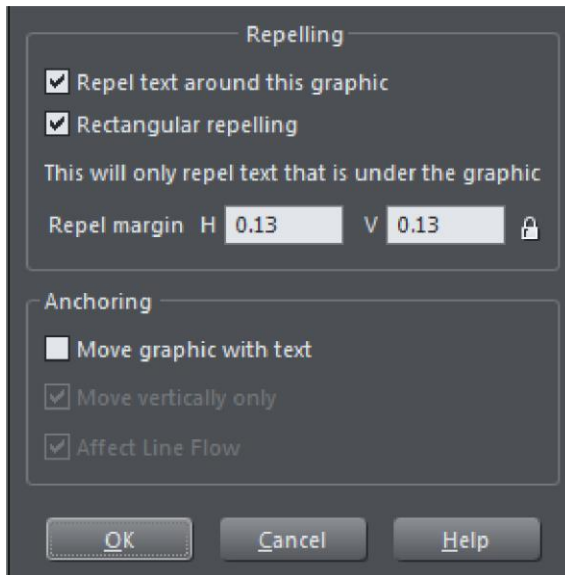 Repelling
Repel text around this graphic
Rectangular repelling
This will only repel text that is under the graphic
Repel margin H 0.13 V 0.13
Anchoring
Move graphic with text
Move vertically only
Affect Line Flow
OK Cancel Help